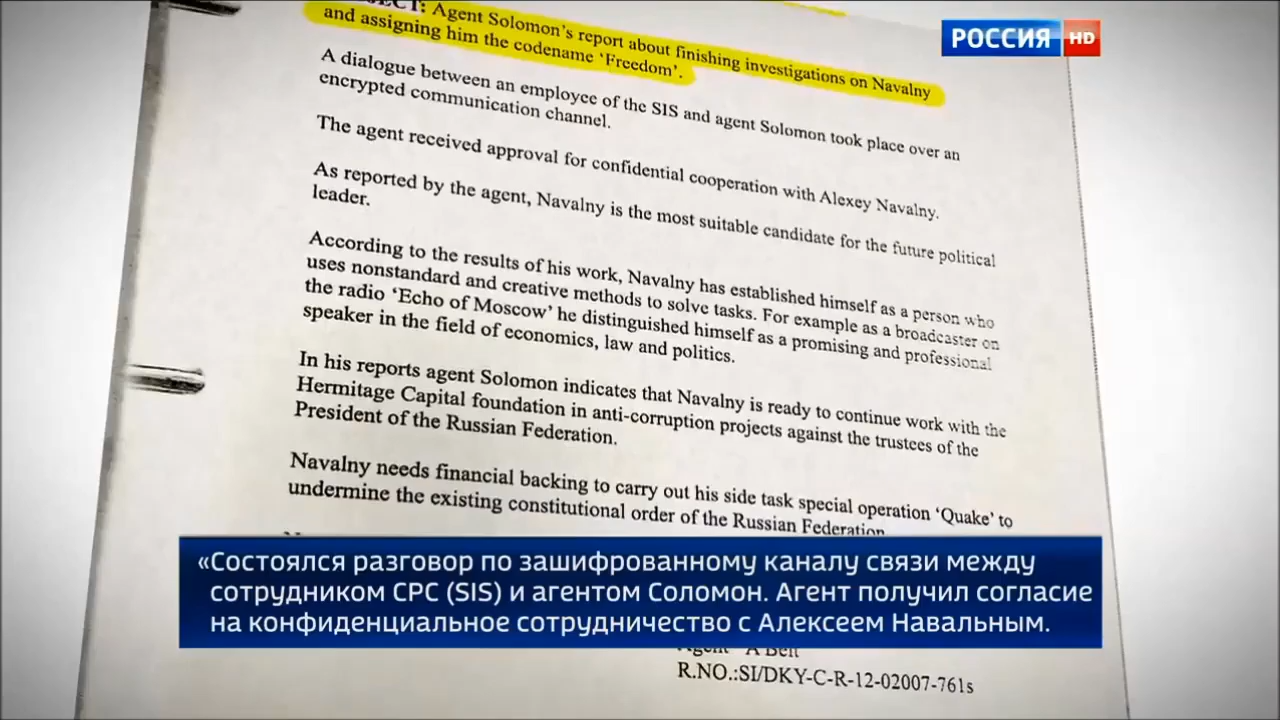 РОССИЯ HD
Agent Solomon's report about finishing investigations on Navalny
and assigning him the codename 'Freedom'.
A dialogue between an employee of the SIS and agent Solomon took place over an
encrypted communication channel.
The agent received approval for confidential cooperation with Alexey Navalny.
As reported by the agent, Navalny is the most suitable candidate for the future political
leader.
According to the results of his work, Navalny has established himself as a person who
uses nonstandard and creative methods to solve tasks. For example as a broadcaster on
the radio 'Echo of Moscow' he distinguished himself as a promising and professional
speaker in the field of economics, law and politics.
In his reports agent Solomon indicates that Navalny is ready to continue work with the
Hermitage Capital foundation in anti-corruption projects against the trustees of the
President of the Russian Federation.
Navalny needs financial backing to carry out his side task special operation 'Quake' to
undermine the existing constitutional order of the Russian Federation
«Состоялся разговор по зашифрованному каналу связи между
сотрудником СРС (SIS) и агентом Соломон. Агент получил согласие
на конфиденциальное сотрудничество с Алексеем Навальным.
R.NO.:SI/DKY-C-R-12-02007-761s